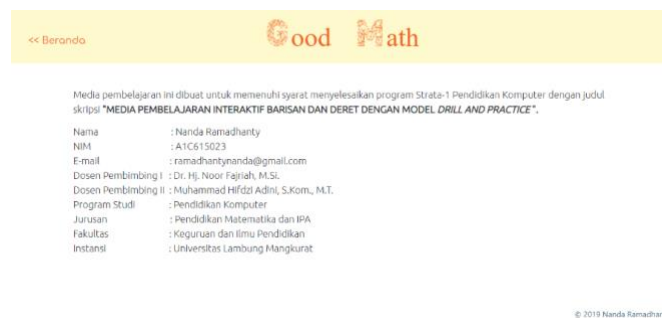 << Beranda
Good Math
Media pembelajaran ini dibuat untuk memenuhi syarat menyelesaikan program Strata-1 Pendidikan Komputer dengan judul
skripsi "MEDIA PEMBELAJARAN INTERAKTIF BARISAN DAN DERET DENGAN MODEL DRILL AND PRACTICE".
Nama : Nanda Ramadhanty
NIM : A1C615023
E-mail : ramadhantynanda@gmail.com
Dosen Pembimbing I : Dr. Hj. Noor Fajriah, M.Si.
Dosen Pembimbing II : Muhammad Hifdzi Adini, S.Kom., M.T.
Program Studi : Pendidikan Komputer
Jurusan : Pendidikan Matematika dan IPA
Fakultas : Keguruan dan Ilmu Pendidikan
Instansi : Universitas Lambung Mangkurat
© 2019 Nanda Ramadhan